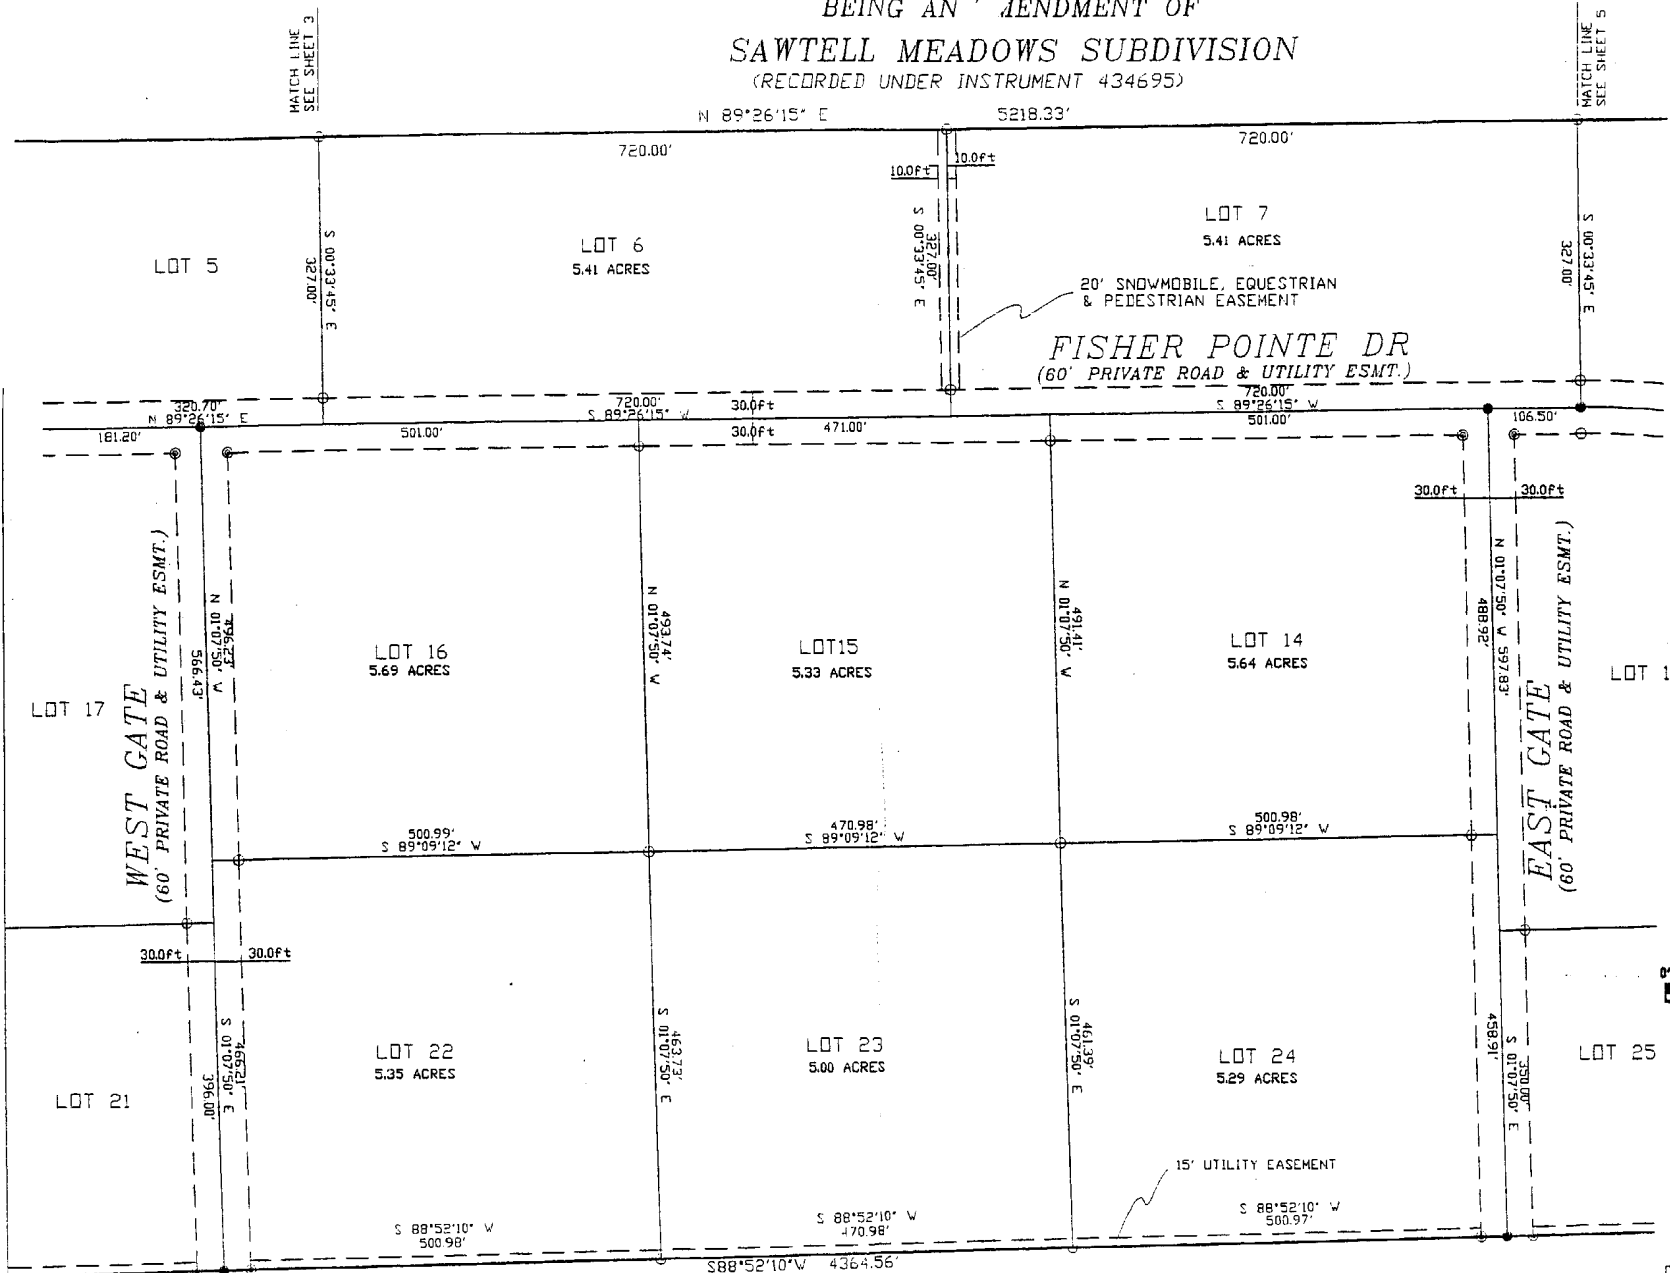 BEING AN
MENDMENT OF
SAWTELL MEADOWS SUBDIVISION
(RECORDED UNDER INSTRUMENT 434695)
MATCH LINE
SEE SHEET 3
MATCH LINE
SEE SHEET 5
N 89°26'15" E 5218.33'
720.00'
720.00'
10.0ft
10.0ft
LOT 5
S 00°33'45" E
327.00'
LOT 6
5.41 ACRES
327.00'
S 00°33'45" E
LOT 7
5.41 ACRES
S 00°33'45" E
327.00'
20' SNOWMOBILE, EQUESTRIAN
& PEDESTRIAN EASEMENT
FISHER POINTE DR
(60' PRIVATE ROAD & UTILITY ESMT.)
320.70'
N 89°26'15" E
181.20'
720.00'
S 89°26'15" W
30.0ft
30.0ft
501.00'
471.00'
720.00'
S 89°26'15" W
501.00'
106.50'
30.0ft
30.0ft
LOT 17
WEST GATE
(60' PRIVATE ROAD & UTILITY ESMT.)
566.43'
496.23'
N 01°07'50" W
LOT 16
5.69 ACRES
493.74'
N 01°07'50" W
LOT15
5.33 ACRES
491.41'
N 01°07'50" W
LOT 14
5.64 ACRES
488.92'
N 01°07'50" W 597.83'
EAST GATE
(60' PRIVATE ROAD & UTILITY ESMT.)
LOT 1
500.99'
S 89°09'12" W
470.98'
S 89°09'12" W
500.98'
S 89°09'12" W
30.0ft
30.0ft
LOT 21
396.00'
466.21'
S 01°07'50" E
LOT 22
5.35 ACRES
463.73'
S 01°07'50" E
LOT 23
5.00 ACRES
461.39'
S 01°07'50" E
LOT 24
5.29 ACRES
458.91'
350.00'
S 01°07'50" E
LOT 25
15' UTILITY EASEMENT
S 88°52'10" W
500.98'
S 88°52'10" W
470.98'
S 88°52'10" W
500.97'
S88°52'10"W 4364.56'